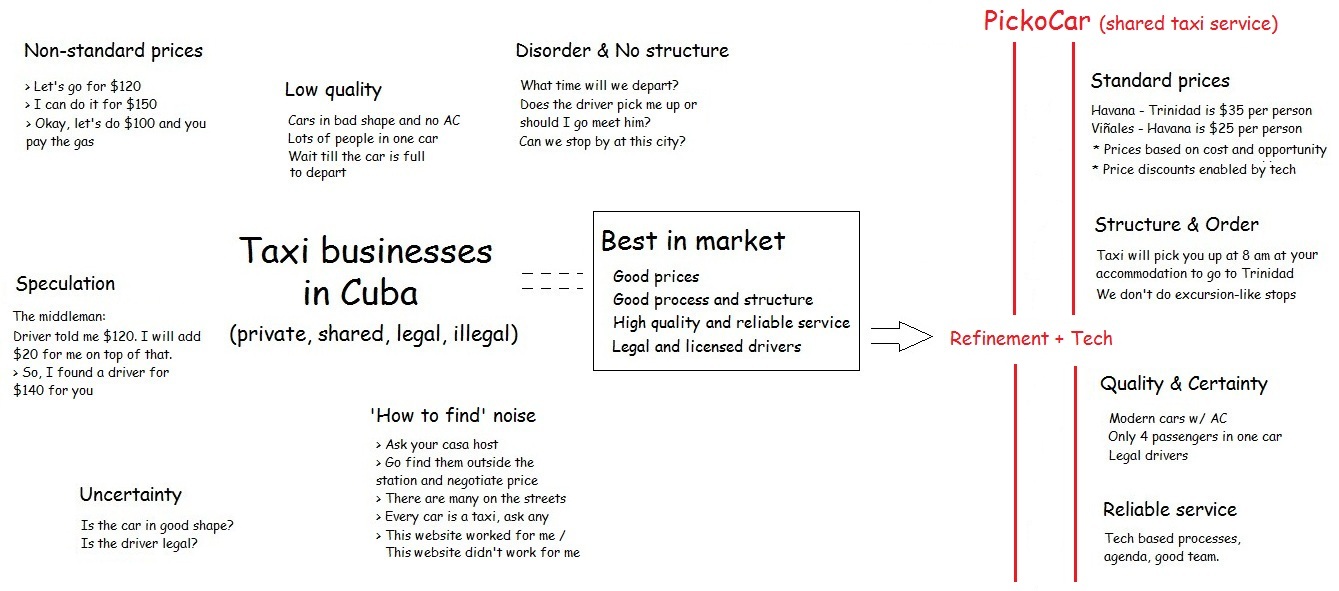 Non-standard prices
> Let's go for $120
> I can do it for $150
> Okay, let's do $100 and you
pay the gas
Low quality
Cars in bad shape and no AC
Lots of people in one car
Wait till the car is full
to depart
Disorder & No structure
What time will we depart?
Does the driver pick me up or
should I go meet him?
Can we stop by at this city?
Taxi businesses
in Cuba
(private, shared, legal, illegal)
Speculation
The middleman:
Driver told me $120. I will add
$20 for me on top of that.
> So, I found a driver for
$140 for you
'How to find' noise
> Ask your casa host
> Go find them outside the
station and negotiate price
> There are many on the streets
> Every car is a taxi, ask any
> This website worked for me /
This website didn't work for me
Uncertainty
Is the car in good shape?
Is the driver legal?
Best in market
Good prices
Good process and structure
High quality and reliable service
Legal and licensed drivers
PickoCar (shared taxi service)
Standard prices
Havana - Trinidad is $35 per person
Viñales - Havana is $25 per person
* Prices based on cost and opportunity
* Price discounts enabled by tech
Structure & Order
Taxi will pick you up at 8 am at your
accommodation to go to Trinidad
We don't do excursion-like stops
Refinement + Tech
Quality & Certainty
Modern cars w/ AC
Only 4 passengers in one car
Legal drivers
Reliable service
Tech based processes,
agenda, good team.